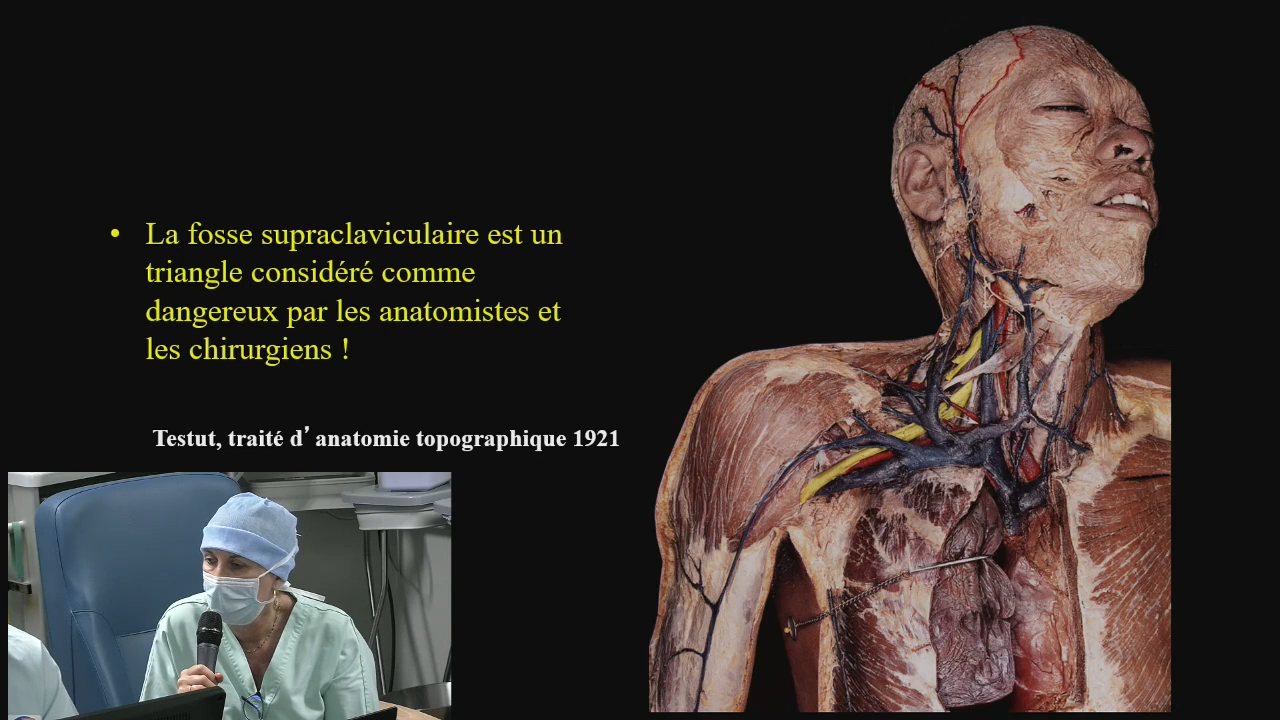 • La fosse supraclaviculaire est un
triangle considéré comme
dangereux par les anatomistes et
les chirurgiens !
Testut, traité d’anatomie topographique 1921